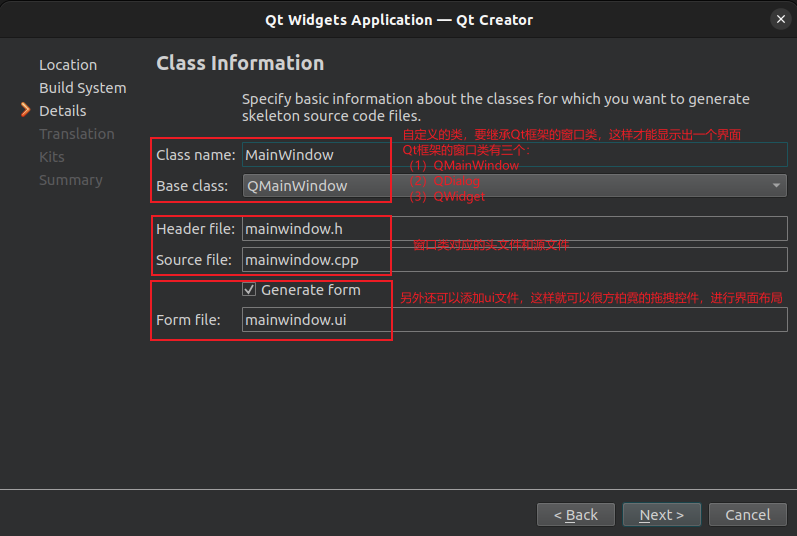 Qt Widgets Application — Qt Creator
Location
Build System
Details
Translation
Kits
Summary
Class Information
Specify basic information about the classes for which you want to generate
skeleton source code files.
自定义的类，要继承Qt框架的窗口类，这样才能显示出一个界面
Qt框架的窗口类有三个：
（1）QMainWindow
（2）QDialog
（3）QWidget
Class name: MainWindow
Base class: QMainWindow
Header file: mainwindow.h
窗口类对应的头文件和源文件
Source file: mainwindow.cpp
Generate form
另外还可以添加ui文件，这样就可以很方柏寛的拖拽控件，进行界面布局
Form file: mainwindow.ui
< Back
Next >
Cancel